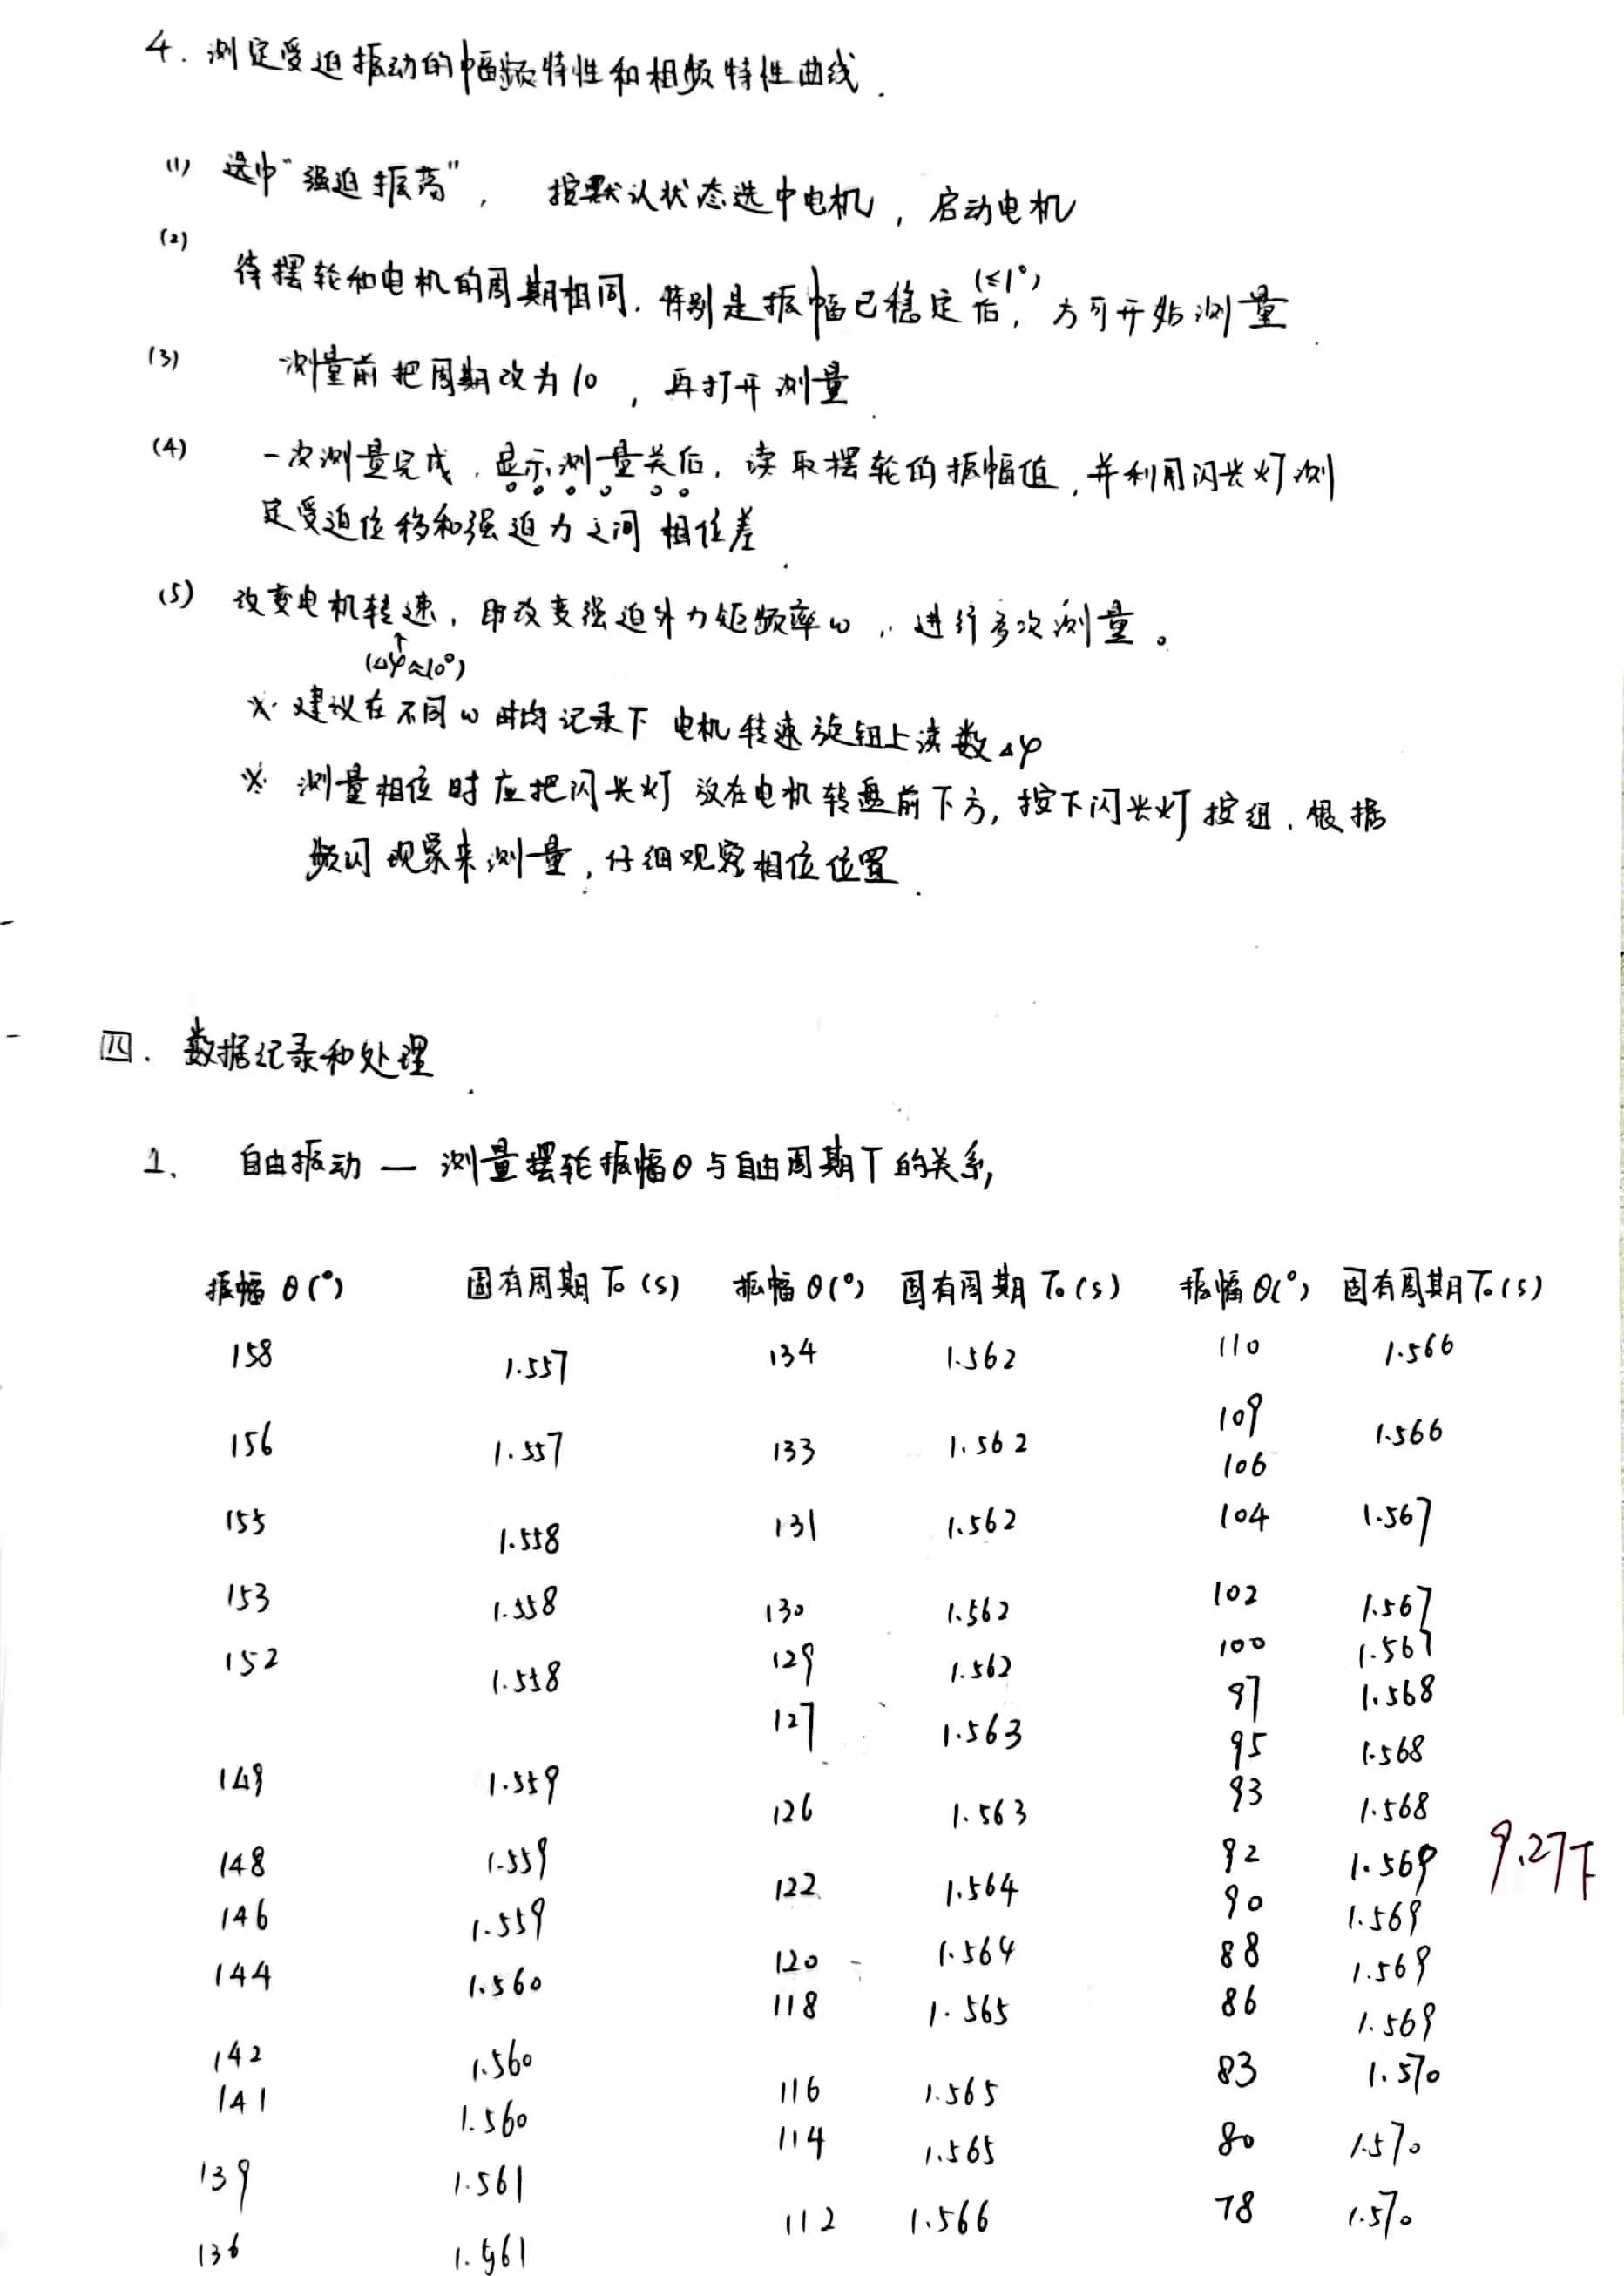 4. 测定受迫振动的幅频特性和相频特性曲线.
(1) 选中"强迫振荡", 按默认状态选中电机, 启动电机
(2) 待摆轮和电机的周期相同, 特别是振幅已稳定后(≤1°), 方可开始测量.
(3) 测量前把周期改为10, 再打开测量.
(4) 一次测量完成, 显示测量关后, 读取摆轮的振幅值, 并利用闪光灯测
定受迫位移和强迫力之间相位差.
(5) 改变电机转速, 即改变强迫外力矩频率ω, 进行多次测量。
↑
(Δφ≈10°)
※ 建议在不同ω时均记录下电机转速旋钮上读数Δφ
※ 测量相位时应把闪光灯放在电机转盘前下方, 按下闪光灯按纽, 根据
频闪现象来测量, 仔细观察相位位置.
四. 数据纪录和处理.
1. 自由振动 — 测量摆轮振幅θ与自由周期T的关系,
振幅θ(°) 固有周期T₀(s) 振幅θ(°) 固有周期T₀(s) 振幅θ(°) 固有周期T₀(s)
158 1.557 134 1.562 110 1.566
156 1.557 133 1.562 109 1.566
106
155 1.558 131 1.562 104 1.567
153 1.558 130 1.562 102 1.567
152 1.558 129 1.562 100 1.567
127 1.563 97 1.568
95 1.568
149 1.559 126 1.563 93 1.568
148 1.559 122 1.564 92 1.569
9.27下
146 1.559 90 1.569
144 1.560 120 1.564 88 1.569
118 1.565 86 1.569
142 1.560 116 1.565 83 1.570
141 1.560 114 1.565 80 1.570
139 1.561 112 1.566 78 1.570
136 1.561